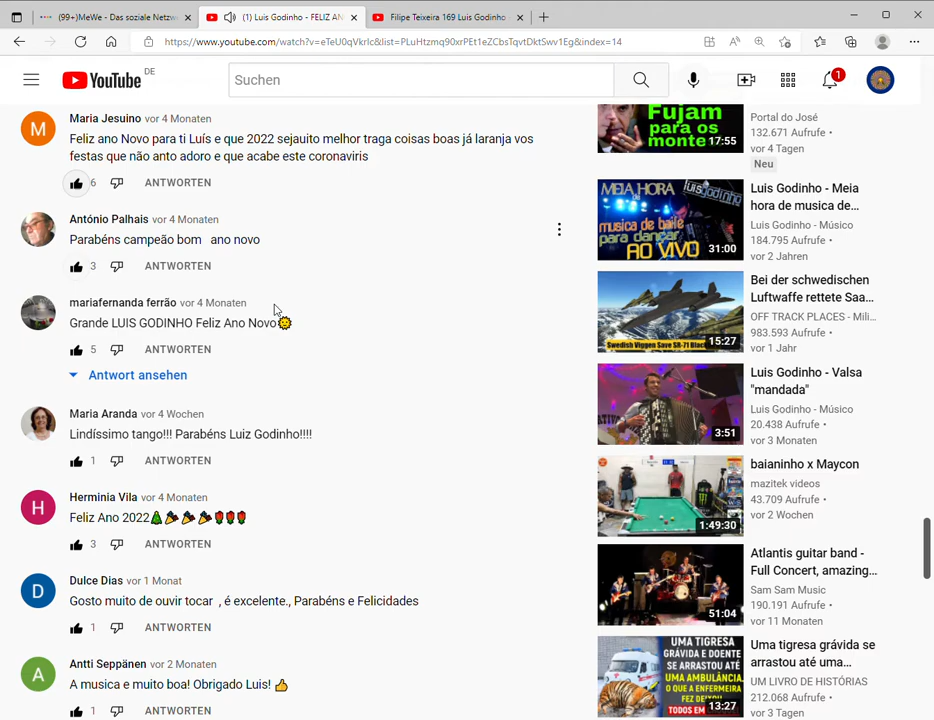 (99+)MeWe - Das soziale Netzw
(1) Luis Godinho - FELIZ AN
Filipe Teixeira 169 Luis Godinho
https://www.youtube.com/watch?v=eTeU0qVkrIc&list=PLuHtzmq90xrPEt1eZCbsTqvtDktSwv1Eg&index=14
YouTube DE
Suchen
1
M
Maria Jesuino vor 4 Monaten
Feliz ano Novo para ti Luís e que 2022 sejauito melhor traga coisas boas já laranja vos
festas que não anto adoro e que acabe este coronaviris
6 ANTWORTEN
António Palhais vor 4 Monaten
Parabéns campeão bom ano novo
3 ANTWORTEN
mariafernanda ferrão vor 4 Monaten
Grande LUIS GODINHO Feliz Ano Novo🌞
5 ANTWORTEN
Antwort ansehen
Maria Aranda vor 4 Wochen
Lindíssimo tango!!! Parabéns Luiz Godinho!!!!
1 ANTWORTEN
H
Herminia Vila vor 4 Monaten
Feliz Ano 2022🎄🎉🎉🎉🌹🌹🌹
3 ANTWORTEN
D
Dulce Dias vor 1 Monat
Gosto muito de ouvir tocar , é excelente., Parabéns e Felicidades
1 ANTWORTEN
A
Antti Seppänen vor 2 Monaten
A musica e muito boa! Obrigado Luis! 👍
1 ANTWORTEN
Fujam
para os
monte
17:55
Portal do José
132.671 Aufrufe •
vor 4 Tagen
Neu
MEIA HORA de
luisgodinho
musica de baile
para dançar
AO VIVO
31:00
Luis Godinho - Meia
hora de musica de...
Luis Godinho - Músico
184.795 Aufrufe •
vor 2 Jahren
Swedish Viggen Save SR-71 Black
15:27
Bei der schwedischen
Luftwaffe rettete Saa...
OFF TRACK PLACES - Mili...
983.593 Aufrufe •
vor 1 Jahr
3:51
Luis Godinho - Valsa
"mandada"
Luis Godinho - Músico
20.438 Aufrufe •
vor 3 Monaten
1:49:30
baianinho x Maycon
mazitek videos
43.709 Aufrufe •
vor 2 Wochen
51:04
Atlantis guitar band -
Full Concert, amazing...
Sam Sam Music
190.191 Aufrufe •
vor 11 Monaten
UMA TIGRESA
GRÁVIDA E DOENTE
SE ARRASTOU ATÉ
UMA AMBULÂNCIA,
O QUE A ENFERMEIRA
FEZ DEIXOU
TODOS EM
13:27
Uma tigresa grávida se
arrastou até uma...
UM LIVRO DE HISTÓRIAS
212.068 Aufrufe •
vor 3 Tagen